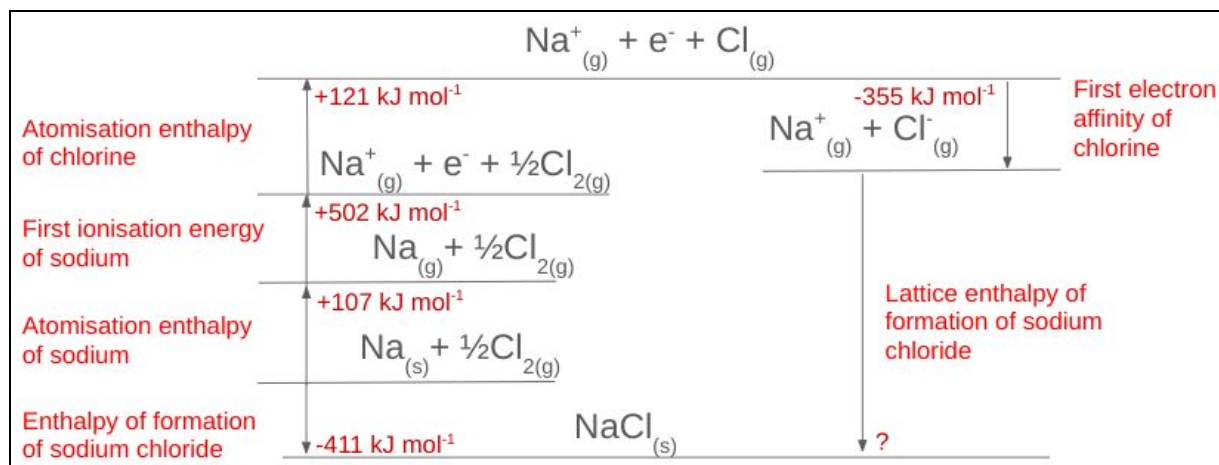 Na⁺(g) + e⁻ + Cl(g)
+121 kJ mol⁻¹
-355 kJ mol⁻¹
First electron
affinity of
chlorine
Atomisation enthalpy
of chlorine
Na⁺(g) + Cl⁻(g)
Na⁺(g) + e⁻ + ½Cl₂(g)
+502 kJ mol⁻¹
First ionisation energy
of sodium
Na(g) + ½Cl₂(g)
+107 kJ mol⁻¹
Lattice enthalpy of
formation of sodium
chloride
Atomisation enthalpy
of sodium
Na(s) + ½Cl₂(g)
Enthalpy of formation
of sodium chloride
-411 kJ mol⁻¹
NaCl(s)
?